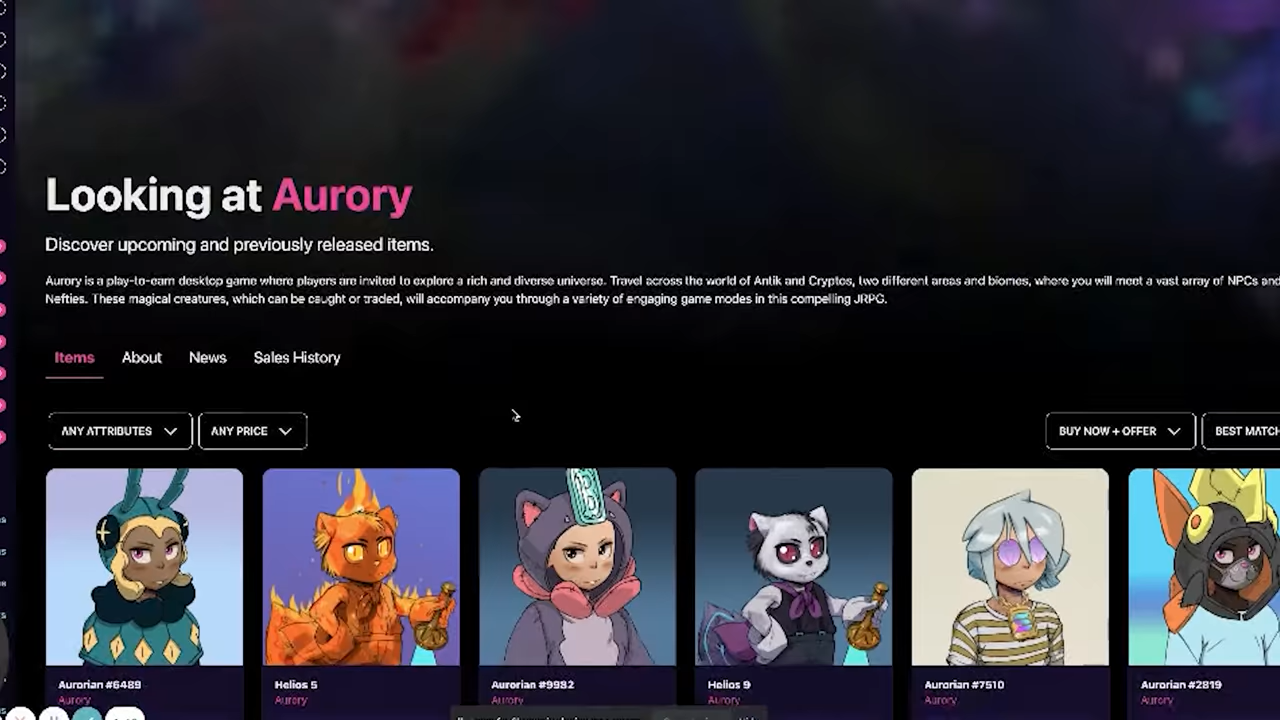 Looking at Aurory
Discover upcoming and previously released items.
Aurory is a play-to-earn desktop game where players are invited to explore a rich and diverse universe. Travel across the world of Antik and Cryptos, two different areas and biomes, where you will meet a vast array of NPCs and
Nefties. These magical creatures, which can be caught or traded, will accompany you through a variety of engaging game modes in this compelling JRPG.
Items About News Sales History
ANY ATTRIBUTES ANY PRICE BUY NOW + OFFER BEST MATCH
Aurorian #6489 Helios 5 Aurorian #9982 Helios 9 Aurorian #7510 Aurorian #2819
Aurory Aurory Aurory Aurory Aurory Aurory